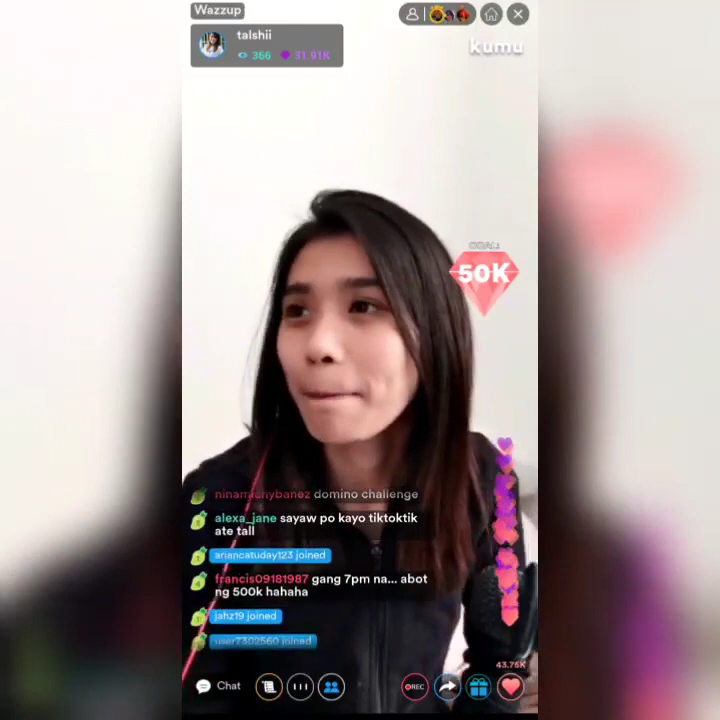 Wazzup
talshii
366 31.91K
kumu
GOAL:
50K
ninamichybanez domino challenge
alexa_jane sayaw po kayo tiktoktik
ate tall
ariancatuday123 joined
francis09181987 gang 7pm na... abot
ng 500k hahaha
jahz19 joined
user7302560 joined
43.75K
Chat
REC